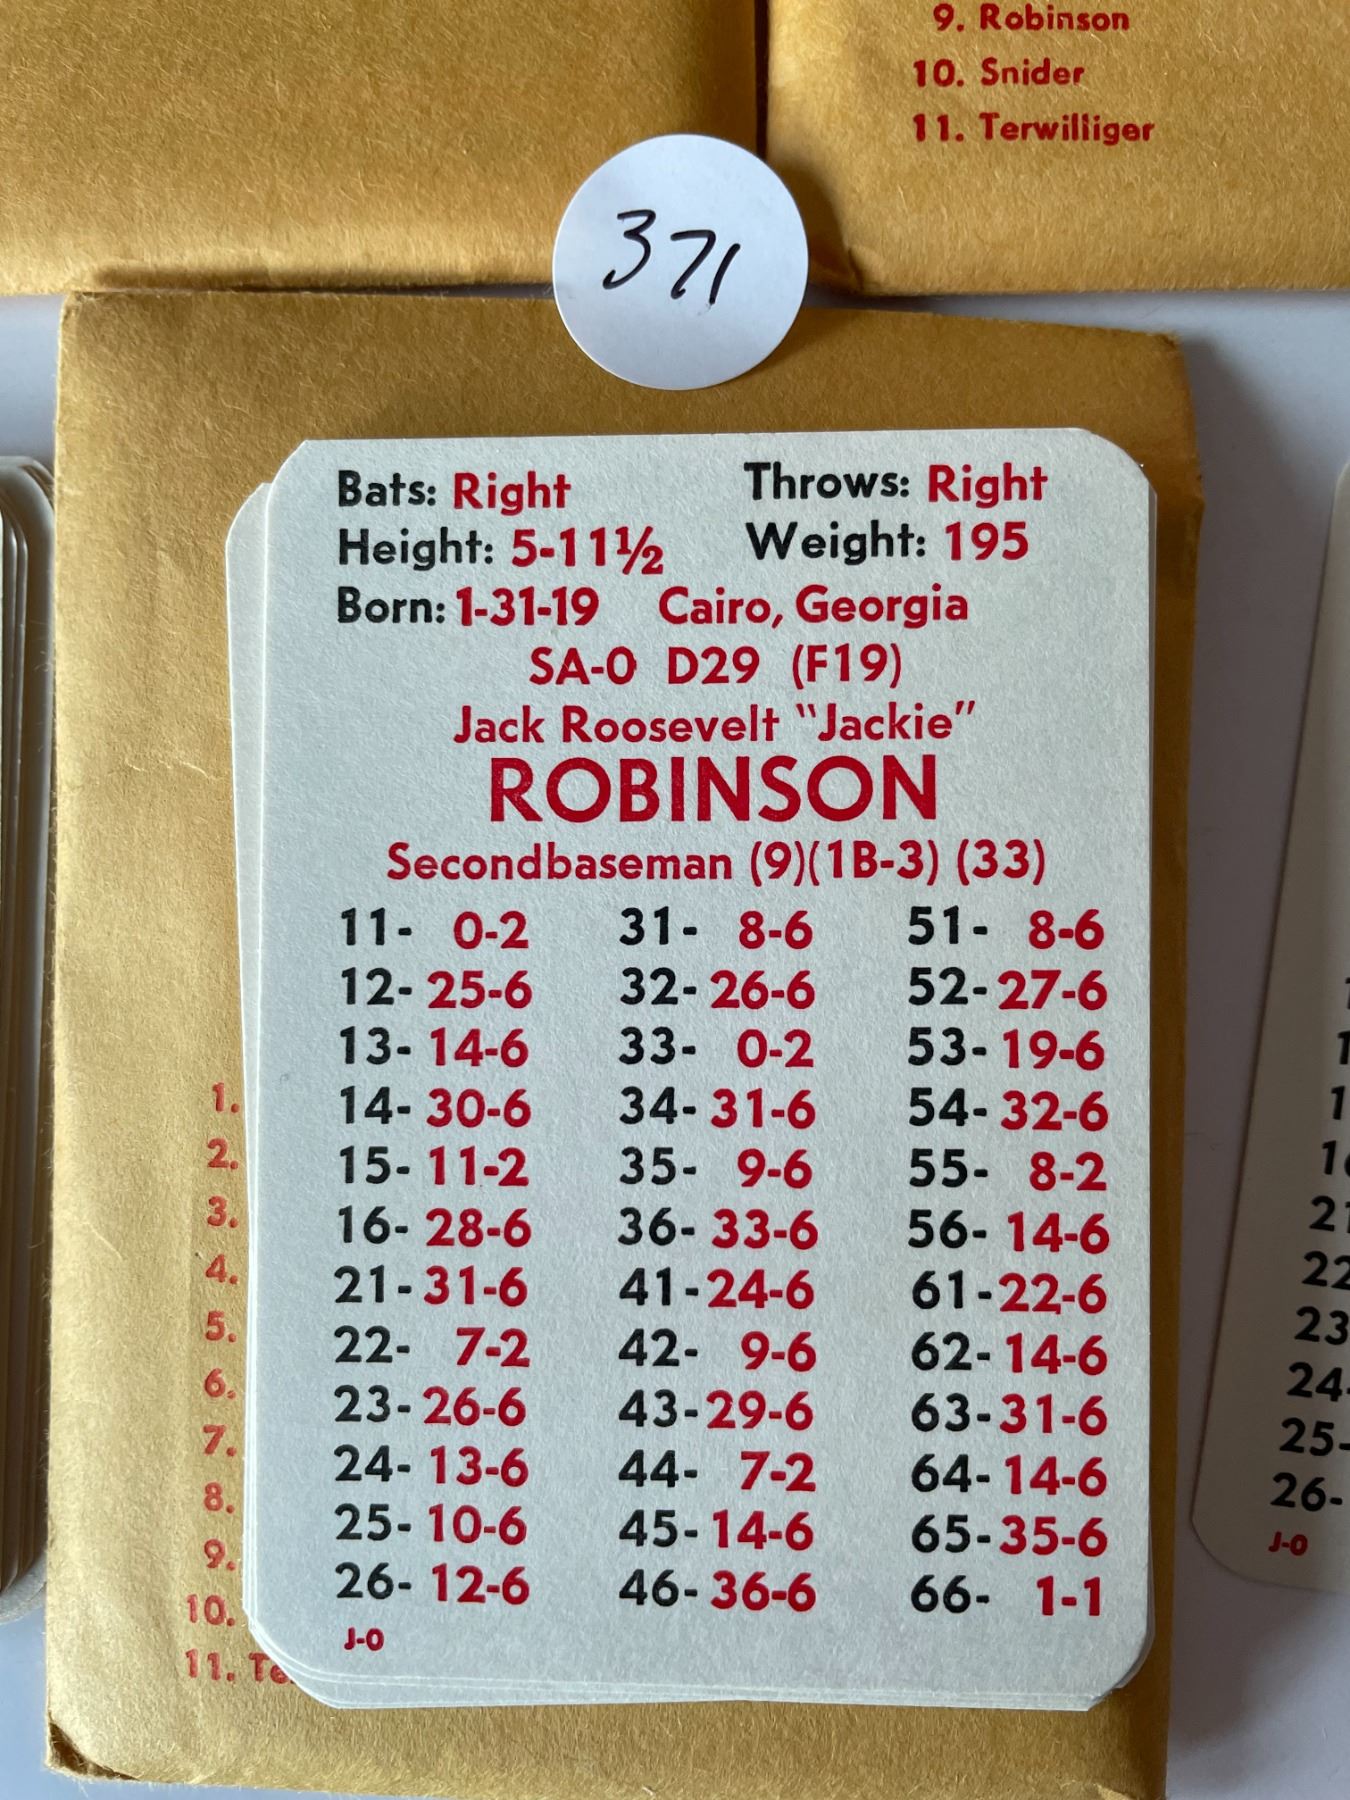 9. Robinson
10. Snider
11. Terwilliger
371
Bats: Right Throws: Right
Height: 5-11½ Weight: 195
Born: 1-31-19 Cairo, Georgia
SA-0 D29 (F19)
Jack Roosevelt "Jackie"
ROBINSON
Secondbaseman (9)(1B-3) (33)
11- 0-2 31- 8-6 51- 8-6
12- 25-6 32- 26-6 52- 27-6
13- 14-6 33- 0-2 53- 19-6
14- 30-6 34- 31-6 54- 32-6
15- 11-2 35- 9-6 55- 8-2
16- 28-6 36- 33-6 56- 14-6
21- 31-6 41- 24-6 61- 22-6
22- 7-2 42- 9-6 62- 14-6
23- 26-6 43- 29-6 63- 31-6
24- 13-6 44- 7-2 64- 14-6
25- 10-6 45- 14-6 65- 35-6
26- 12-6 46- 36-6 66- 1-1
J-0
1.
2.
3.
4.
5.
6.
7.
8.
9.
10.
11. Te
21
22
23
24-
25-
26-
J-0